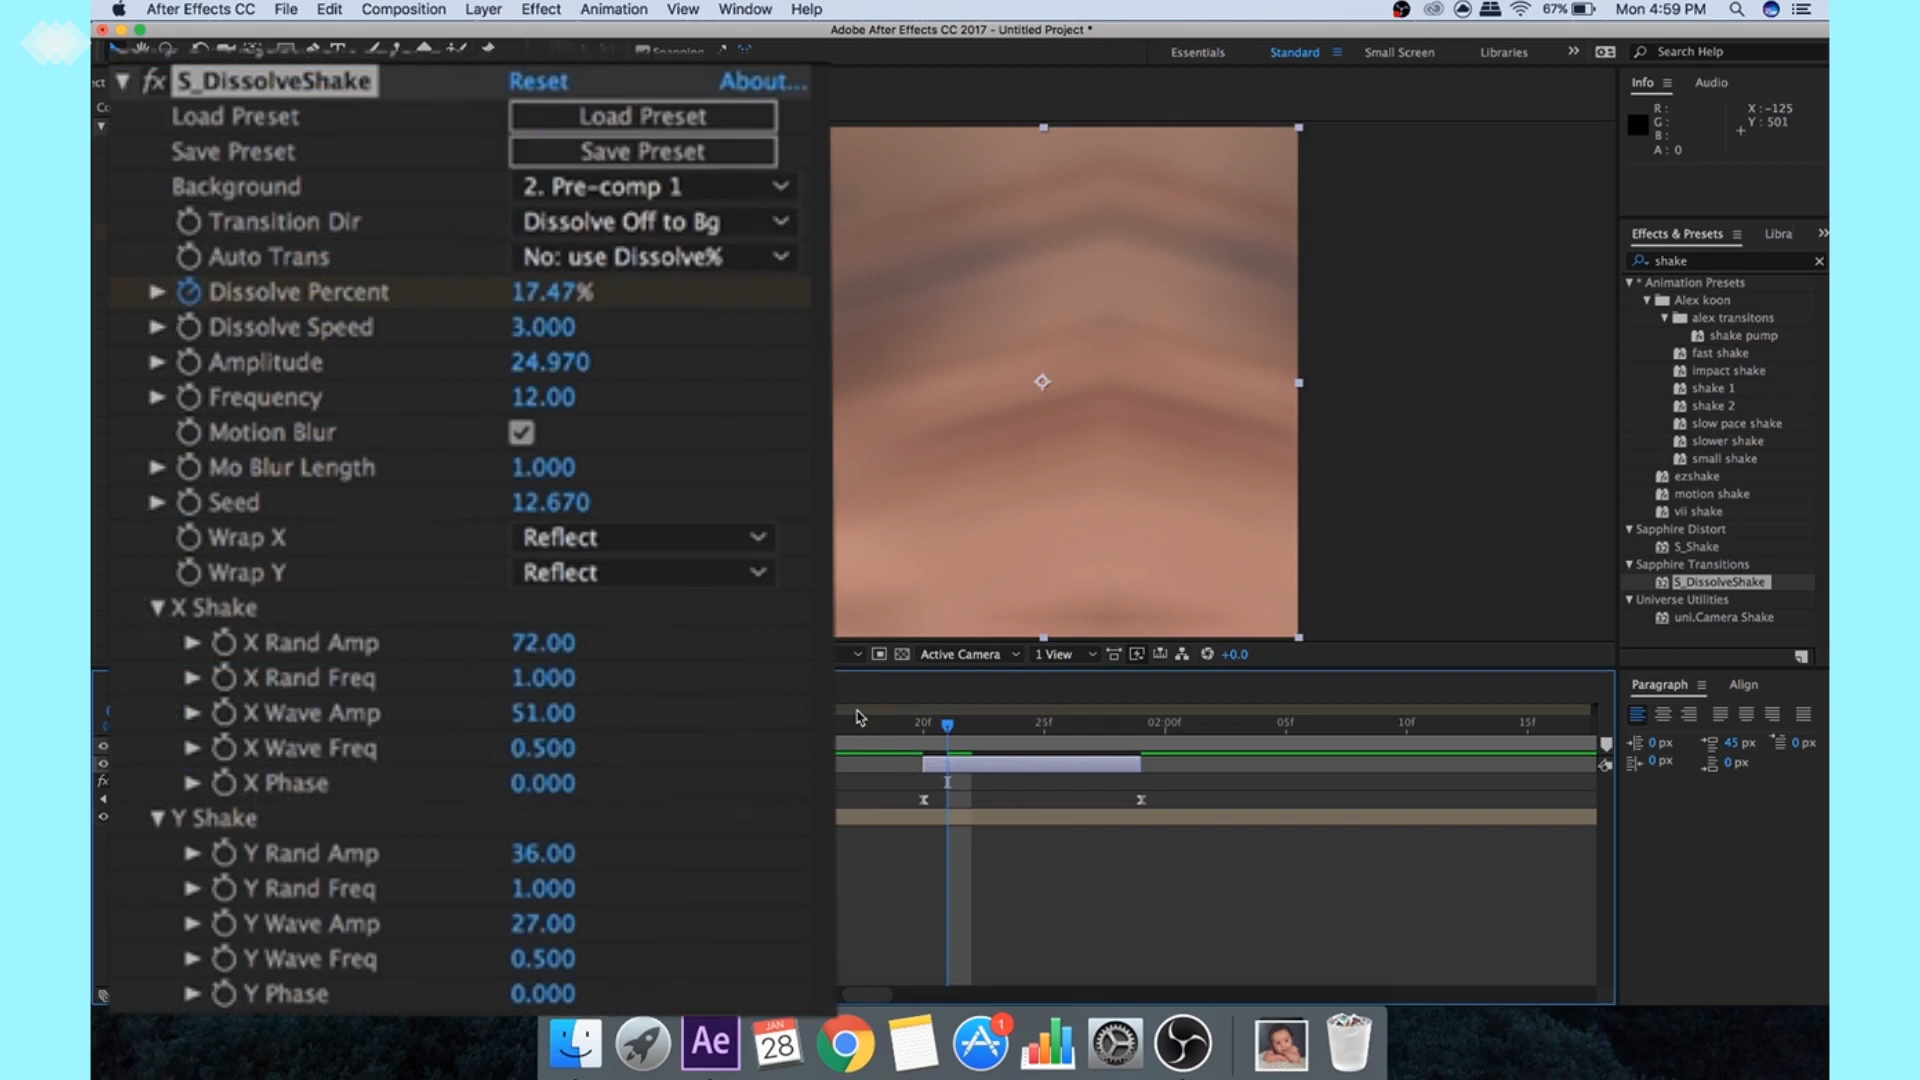 After Effects CC File Edit Composition Layer Effect Animation View Window Help
67% Mon 4:59 PM
Adobe After Effects CC 2017 - Untitled Project *
Snapping Essentials Standard Small Screen Libraries Search Help
S_DissolveShake Reset About...
Load Preset Load Preset
Save Preset Save Preset
Background 2. Pre-comp 1
Transition Dir Dissolve Off to Bg
Auto Trans No: use Dissolve%
Dissolve Percent 17.47%
Dissolve Speed 3.000
Amplitude 24.970
Frequency 12.00
Motion Blur
Mo Blur Length 1.000
Seed 12.670
Wrap X Reflect
Wrap Y Reflect
X Shake
X Rand Amp 72.00
X Rand Freq 1.000
X Wave Amp 51.00
X Wave Freq 0.500
X Phase 0.000
Y Shake
Y Rand Amp 36.00
Y Rand Freq 1.000
Y Wave Amp 27.00
Y Wave Freq 0.500
Y Phase 0.000
Active Camera 1 View +0.0
20f 25f 02:00f 05f 10f 15f
Info Audio
R: X: -125
G: Y: 501
B:
A: 0
Effects & Presets Libra
shake
* Animation Presets
Alex koon
alex transitons
shake pump
fast shake
impact shake
shake 1
shake 2
slow pace shake
slower shake
small shake
ezshake
motion shake
vii shake
Sapphire Distort
S_Shake
Sapphire Transitions
S_DissolveShake
Universe Utilities
uni.Camera Shake
Paragraph Align
0 px 45 px 0 px
0 px 0 px
Ae JAN 28 1